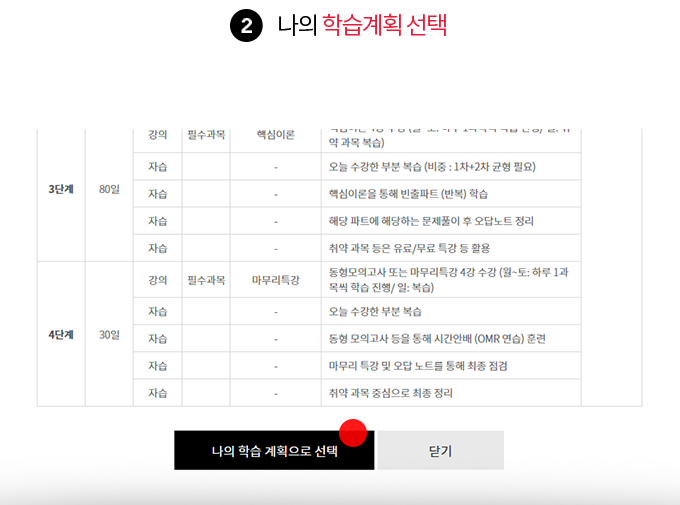 2 나의 학습계획 선택
강의 필수과목 핵심이론
약 과목 복습)
자습 - 오늘 수강한 부분 복습 (비중 : 1차+2차 균형 필요)
3단계 80일 자습 - 핵심이론을 통해 빈출파트 (반복) 학습
자습 - 해당 파트에 해당하는 문제풀이 후 오답노트 정리
자습 - 취약 과목 등은 유료/무료 특강 등 활용
강의 필수과목 마무리특강 동형모의고사 또는 마무리특강 4강 수강 (월~토: 하루 1과
목씩 학습 진행/ 일: 복습)
자습 - 오늘 수강한 부분 복습
4단계 30일 자습 - 동형 모의고사 등을 통해 시간안배 (OMR 연습) 훈련
자습 - 마무리 특강 및 오답 노트를 통해 최종 점검
자습 - 취약 과목 중심으로 최종 정리
나의 학습 계획으로 선택 닫기